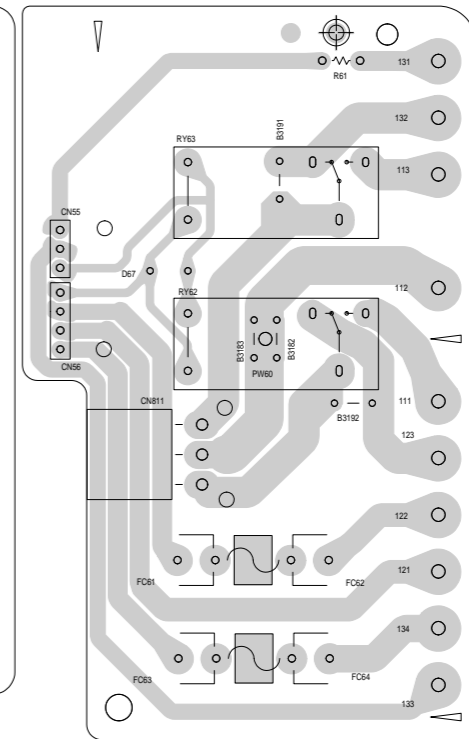 131
R61
132
B3191
RY63
113
CN55
D67
RY62
112
B3183
B3182
PW60
CN56
CN811
111
B3192
123
122
FC61
FC62
121
134
FC63
FC64
133